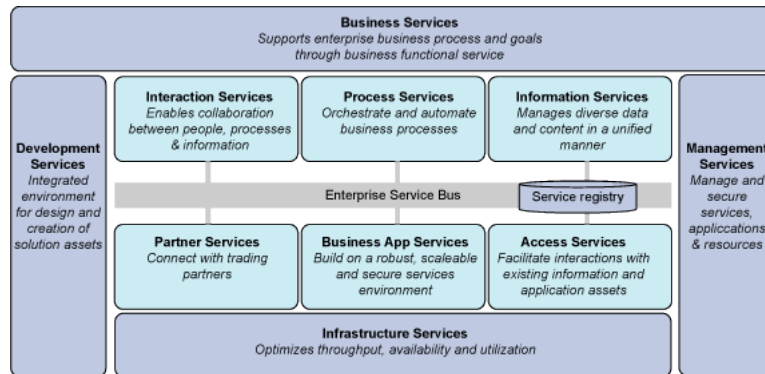 Business Services
Supports enterprise business process and goals
through business functional service
Development
Services
Integrated
environment
for design and
creation of
solution assets
Interaction Services
Enables collaboration
between people, processes
& information
Process Services
Orchestrate and automate
business processes
Information Services
Manages diverse data
and content in a unified
manner
Management
Services
Manage and
secure
services,
appliccations
& resources
Enterprise Service Bus
Service registry
Partner Services
Connect with trading
partners
Business App Services
Build on a robust, scaleable
and secure services
environment
Access Services
Facilitate interactions with
existing information and
application assets
Infrastructure Services
Optimizes throughput, availability and utilization